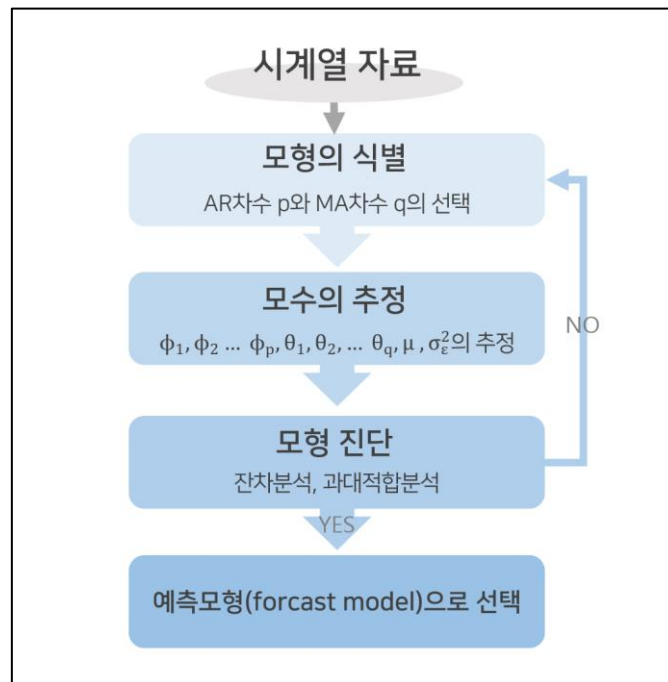 시계열 자료
모형의 식별
AR차수 p와 MA차수 q의 선택
모수의 추정
ϕ₁, ϕ₂ … ϕₚ, θ₁, θ₂, … θ_q, μ , σ_ε²의 추정
NO
모형 진단
잔차분석, 과대적합분석
YES
예측모형(forcast model)으로 선택